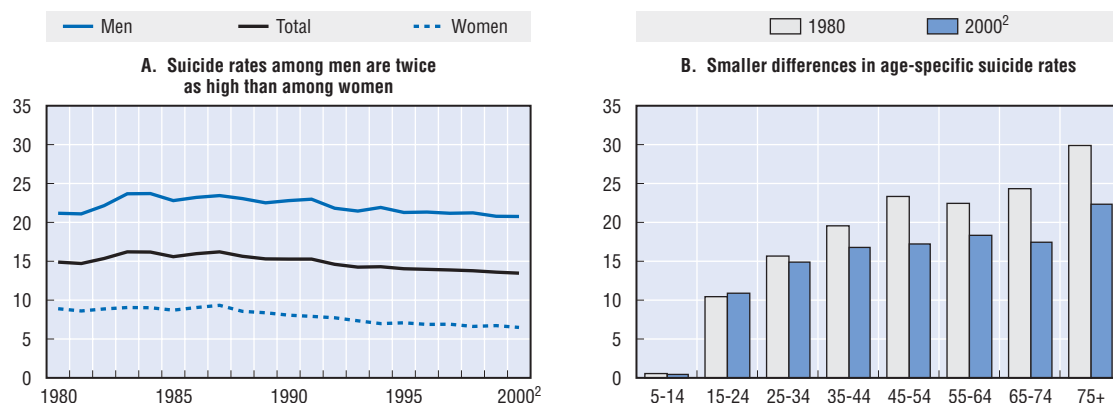 Men Total Women
A. Suicide rates among men are twice
as high than among women
35
30
25
20
15
10
5
0
1980 1985 1990 1995 2000²
1980 2000²
B. Smaller differences in age-specific suicide rates
35
30
25
20
15
10
5
0
5-14 15-24 25-34 35-44 45-54 55-64 65-74 75+